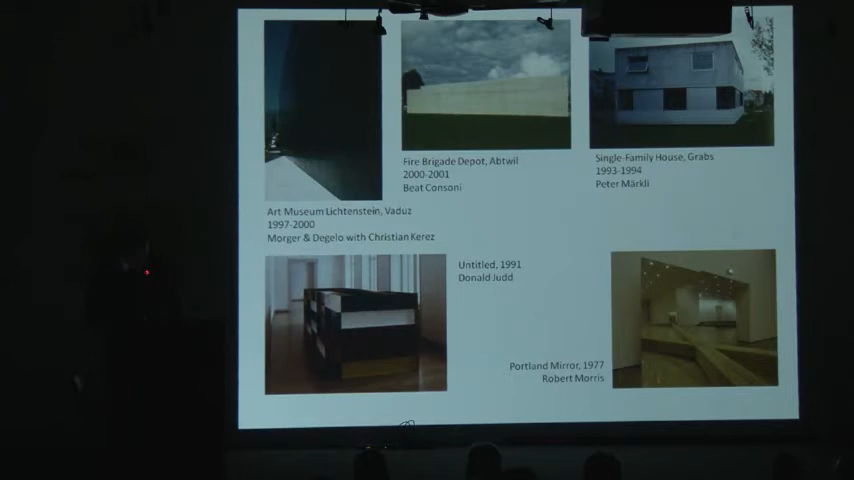 Fire Brigade Depot, Abtwil
2000-2001
Beat Consoni
Single-Family House, Grabs
1993-1994
Peter Märkli
Art Museum Lichtenstein, Vaduz
1997-2000
Morger & Degelo with Christian Kerez
Untitled, 1991
Donald Judd
Portland Mirror, 1977
Robert Morris